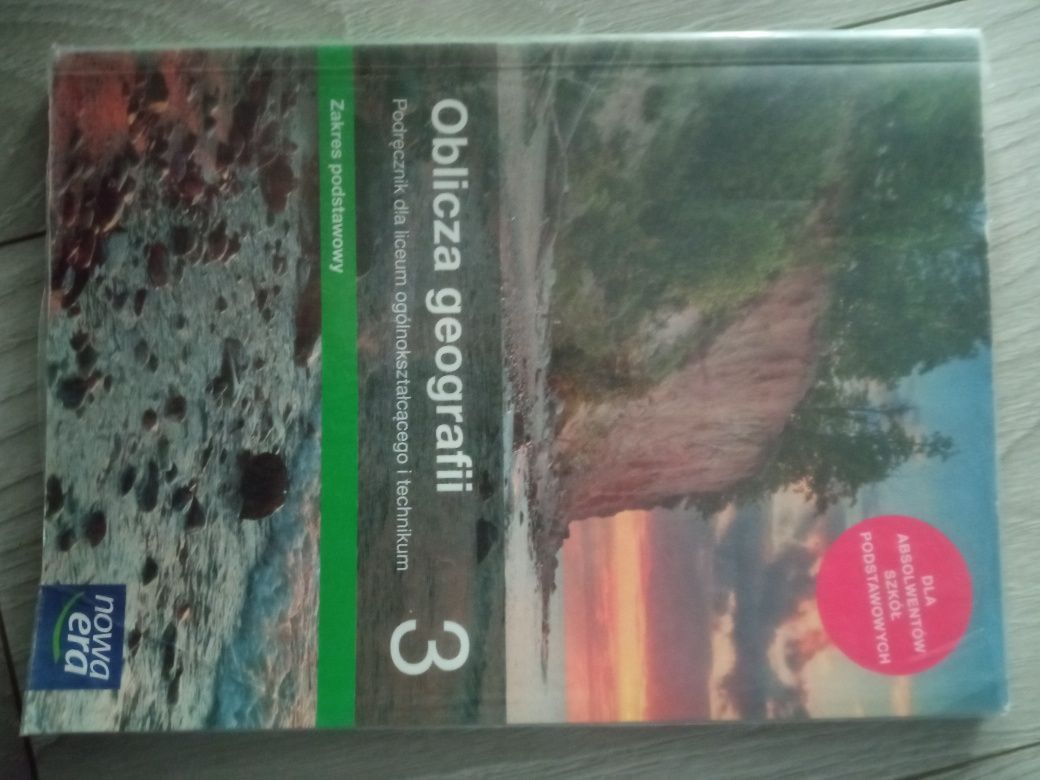 DLA
ABSOLWENTÓW
SZKÓŁ
PODSTAWOWYCH
Oblicza geografii 3
Podręcznik dla liceum ogólnokształcącego i technikum
Zakres podstawowy
nowa
era